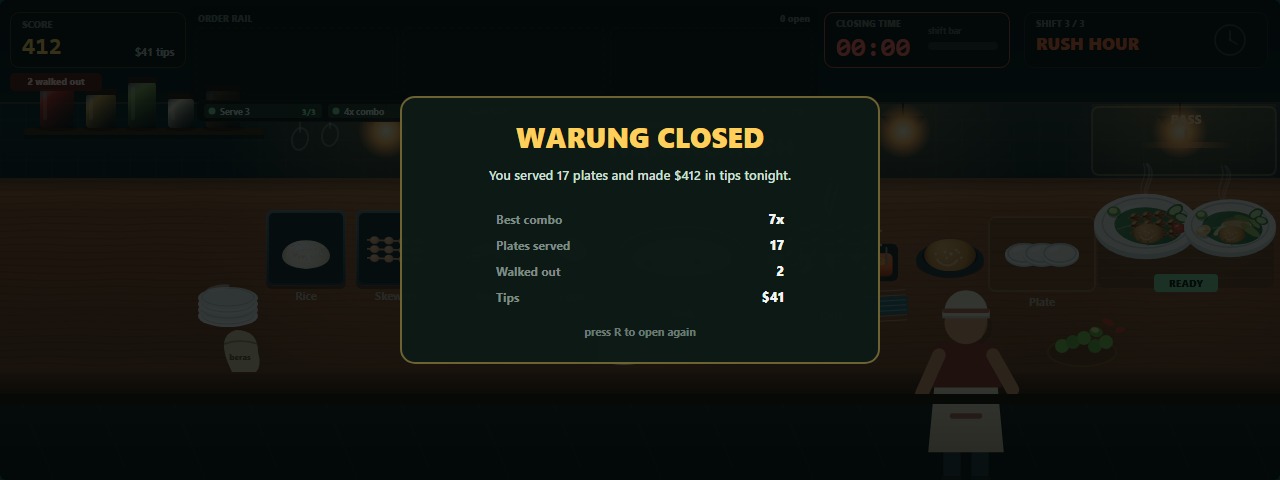 SCORE
412
$41 tips
ORDER RAIL
0 open
CLOSING TIME
00:00
shift bar
SHIFT 3 / 3
RUSH HOUR
2 walked out
Serve 3
3/3
4x combo
PASS
WARUNG CLOSED
You served 17 plates and made $412 in tips tonight.
Best combo 7x
Plates served 17
Walked out 2
Tips $41
press R to open again
Rice
Skew
Plate
READY
beras